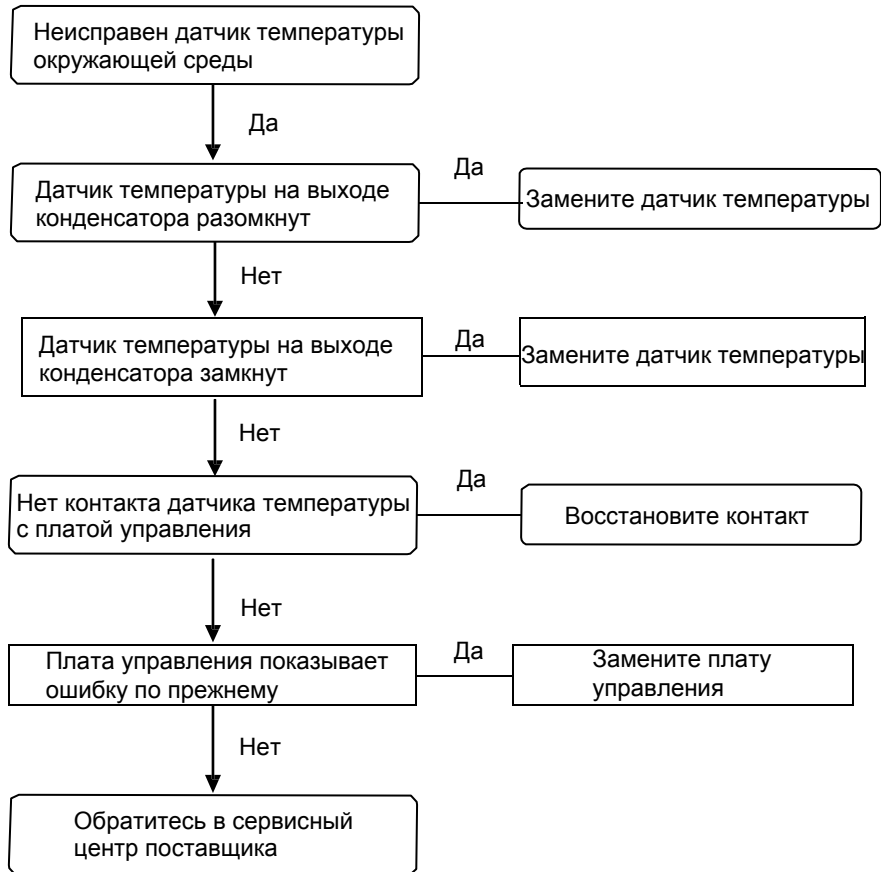 Неисправен датчик температуры
окружающей среды
Да
Датчик температуры на выходе
конденсатора разомкнут
Да
Замените датчик температуры
Нет
Датчик температуры на выходе
конденсатора замкнут
Да
Замените датчик температуры
Нет
Нет контакта датчика температуры
с платой управления
Да
Восстановите контакт
Нет
Плата управления показывает
ошибку по прежнему
Да
Замените плату
управления
Нет
Обратитесь в сервисный
центр поставщика